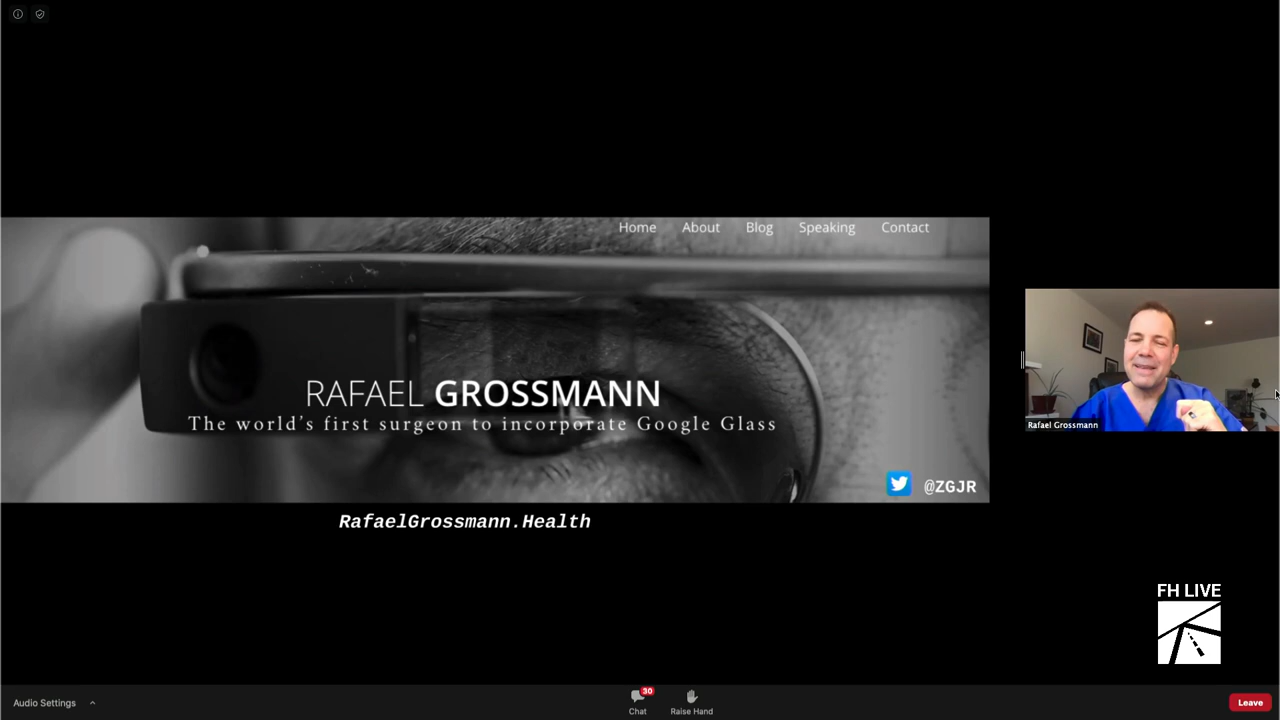 Home About Blog Speaking Contact
RAFAEL GROSSMANN
The world's first surgeon to incorporate Google Glass
@ZGJR
RafaelGrossmann.Health
Rafael Grossmann
FH LIVE
Audio Settings
30
Chat
Raise Hand
Leave